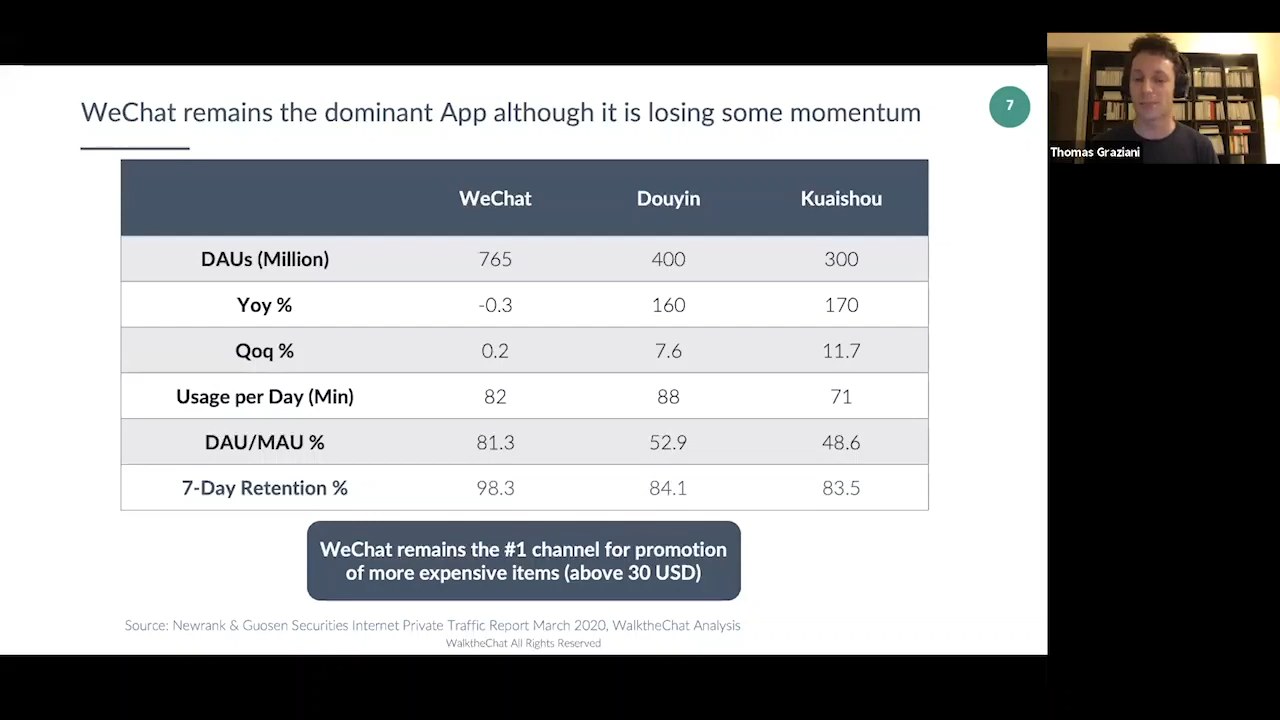 WeChat remains the dominant App although it is losing some momentum
7
Thomas Graziani
WeChat Douyin Kuaishou
DAUs (Million) 765 400 300
Yoy % -0.3 160 170
Qoq % 0.2 7.6 11.7
Usage per Day (Min) 82 88 71
DAU/MAU % 81.3 52.9 48.6
7-Day Retention % 98.3 84.1 83.5
WeChat remains the #1 channel for promotion
of more expensive items (above 30 USD)
Source: Newrank & Guosen Securities Internet Private Traffic Report March 2020, WalktheChat Analysis
WalktheChat All Rights Reserved